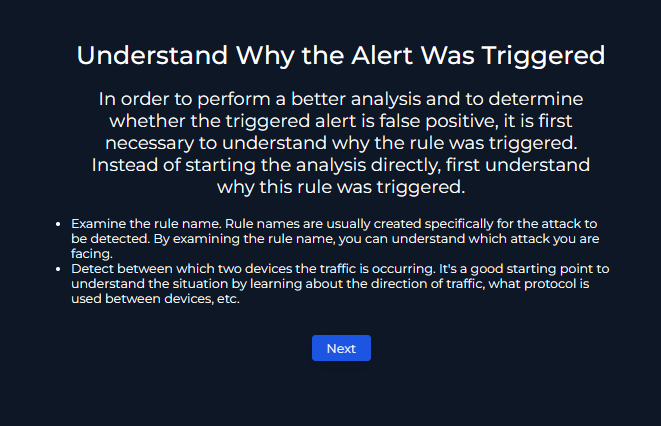 Understand Why the Alert Was Triggered
In order to perform a better analysis and to determine
whether the triggered alert is false positive, it is first
necessary to understand why the rule was triggered.
Instead of starting the analysis directly, first understand
why this rule was triggered.
• Examine the rule name. Rule names are usually created specifically for the attack to
be detected. By examining the rule name, you can understand which attack you are
facing.
• Detect between which two devices the traffic is occurring. It's a good starting point to
understand the situation by learning about the direction of traffic, what protocol is
used between devices, etc.
Next